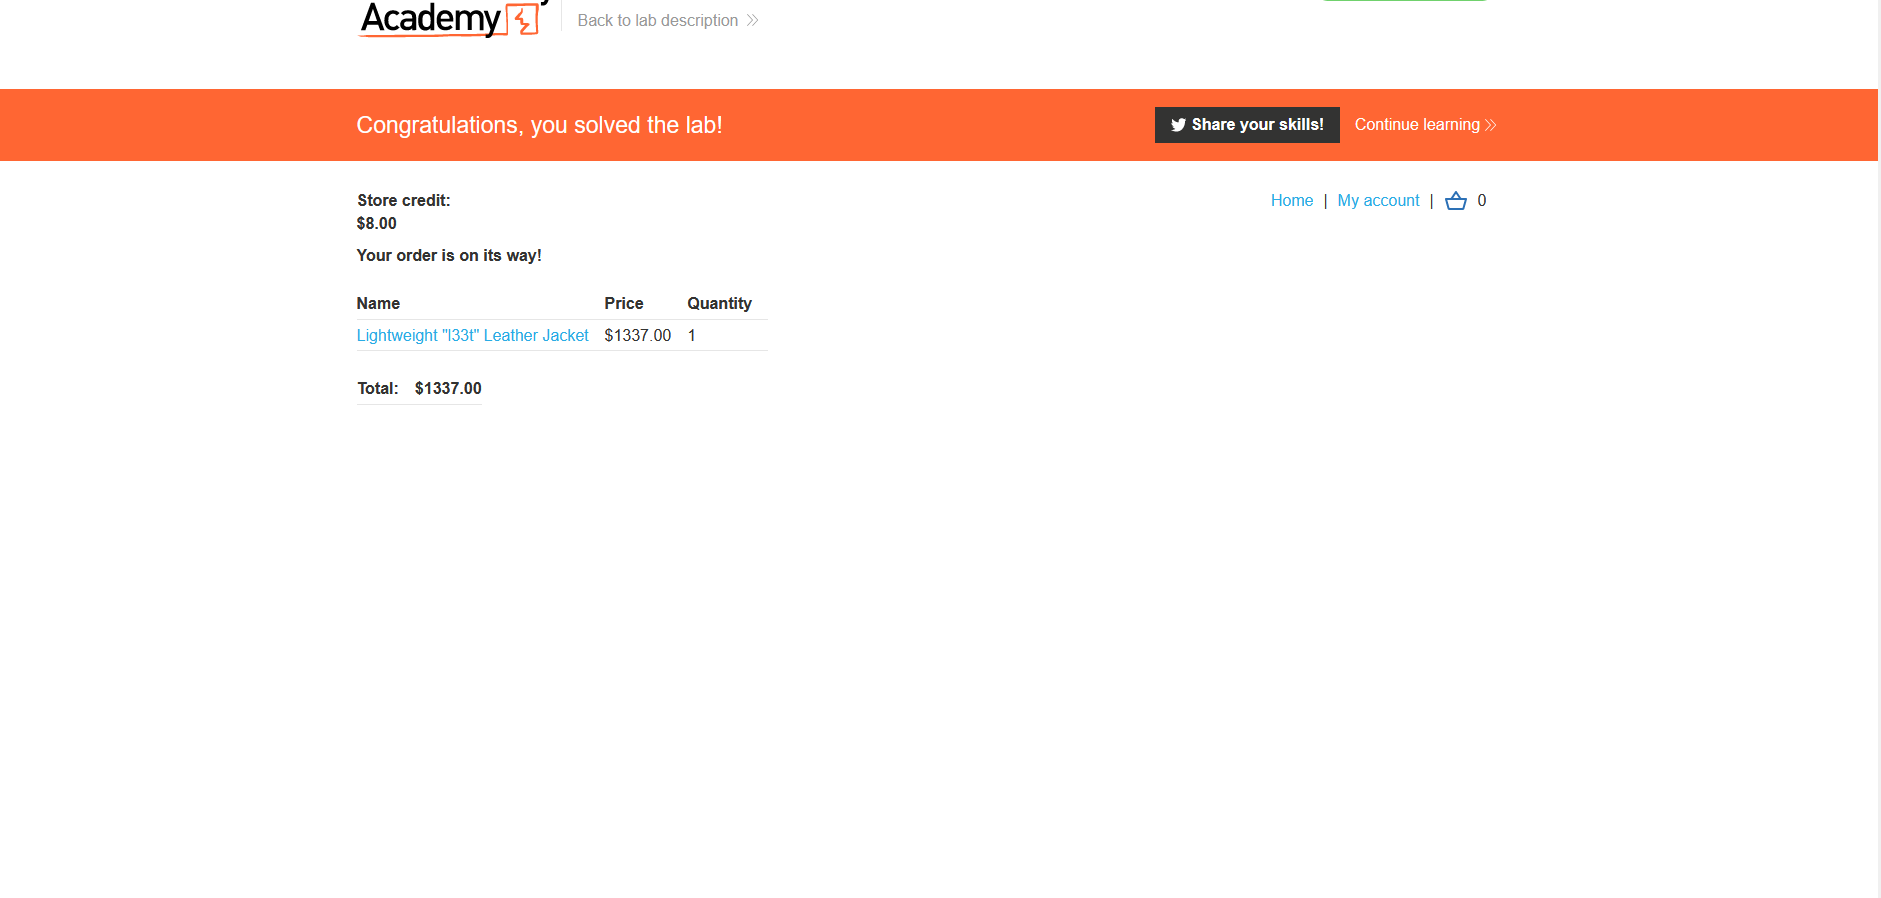 Academy
Back to lab description
Congratulations, you solved the lab!
Share your skills!
Continue learning
Store credit:
$8.00
Home | My account | 0
Your order is on its way!
Name Price Quantity
Lightweight "l33t" Leather Jacket $1337.00 1
Total: $1337.00